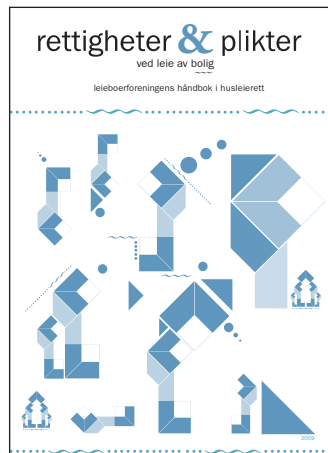 rettigheter & plikter
ved leie av bolig
leieboerforeningens håndbok i husleierett
2009